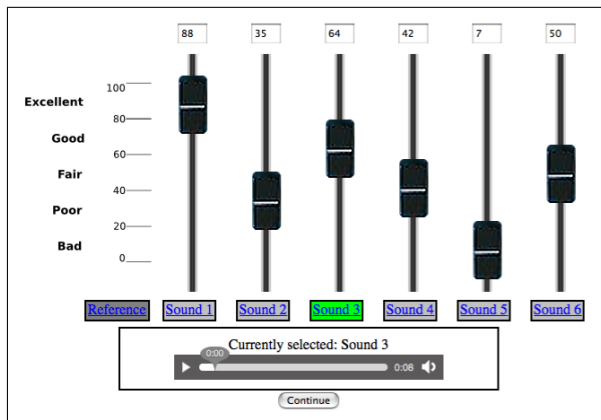 88 35 64 42 7 50
100
Excellent
80
Good
60
Fair
40
Poor
20
Bad
0
Reference Sound 1 Sound 2 Sound 3 Sound 4 Sound 5 Sound 6
Currently selected: Sound 3
0:00
0:08
Continue